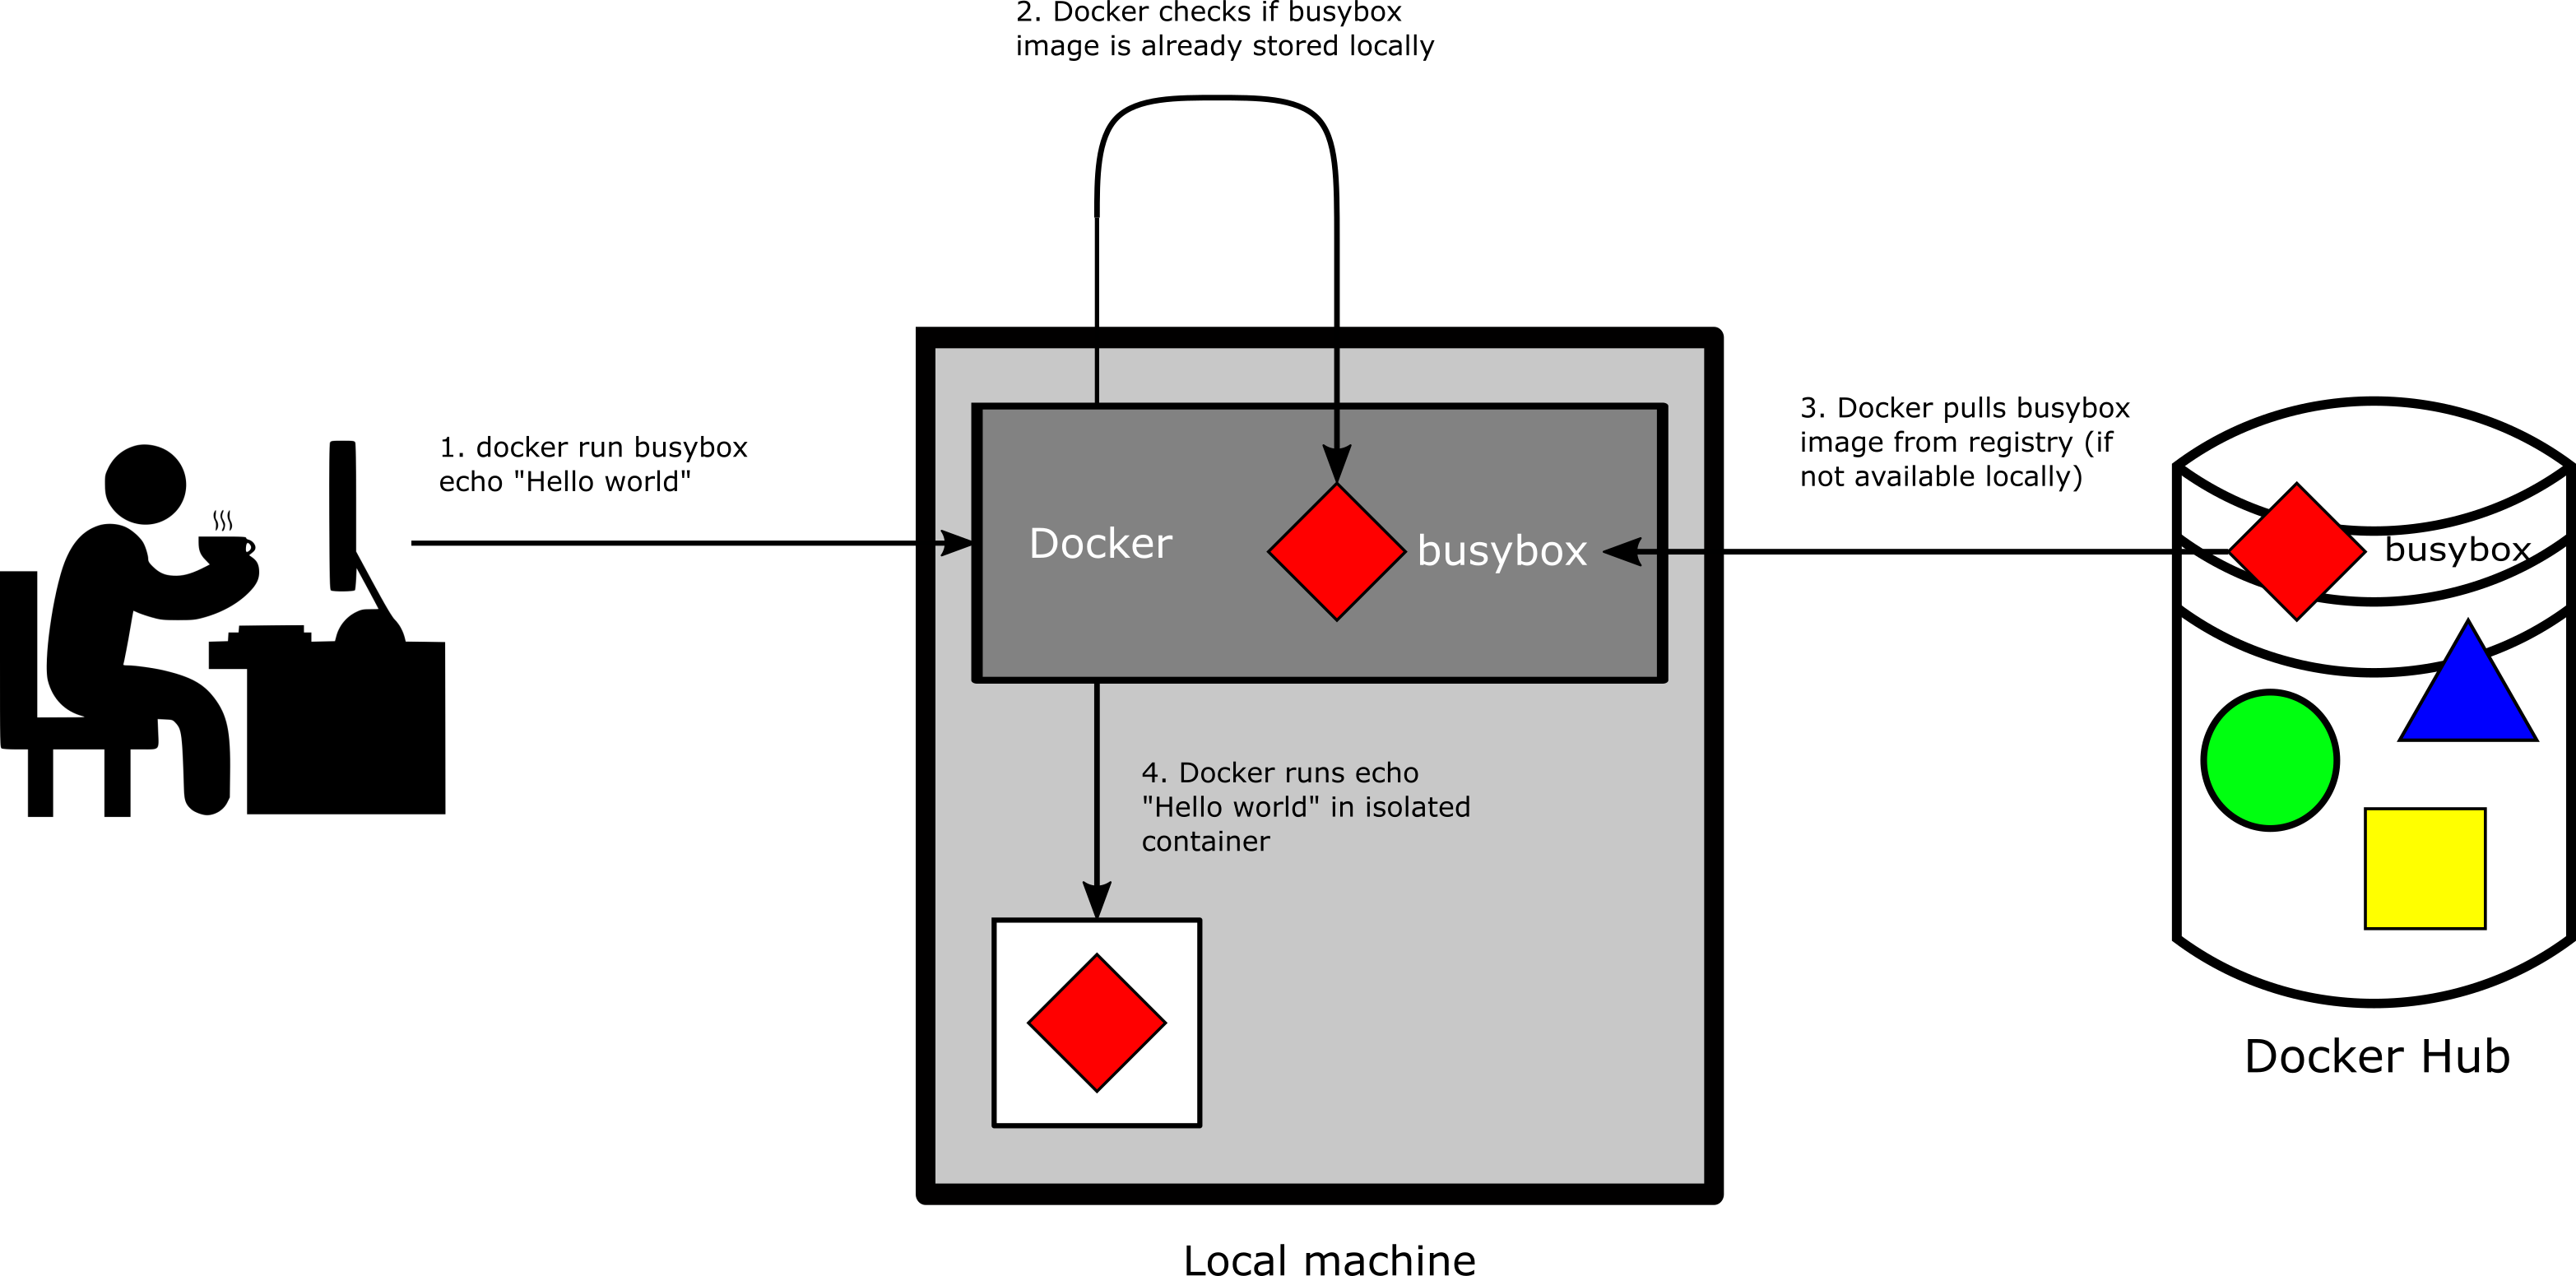 2. Docker checks if busybox
image is already stored locally
1. docker run busybox
echo "Hello world"
3. Docker pulls busybox
image from registry (if
not available locally)
Docker
busybox
busybox
4. Docker runs echo
"Hello world" in isolated
container
Docker Hub
Local machine